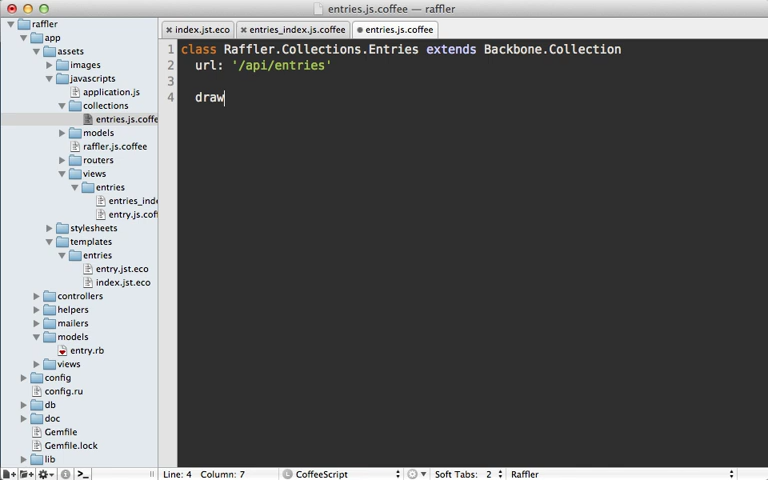 entries.js.coffee — raffler
raffler
app
assets
images
javascripts
application.js
collections
entries.js.coffe
models
raffler.js.coffee
routers
views
entries
entries_ind
entry.js.cof
stylesheets
templates
entries
entry.jst.eco
index.jst.eco
controllers
helpers
mailers
models
entry.rb
views
config
config.ru
db
doc
Gemfile
Gemfile.lock
lib
index.jst.eco entries_index.js.coffee entries.js.coffee
1 class Raffler.Collections.Entries extends Backbone.Collection
2 url: '/api/entries'
3
4 draw
Line: 4 Column: 7 CoffeeScript Soft Tabs: 2 Raffler